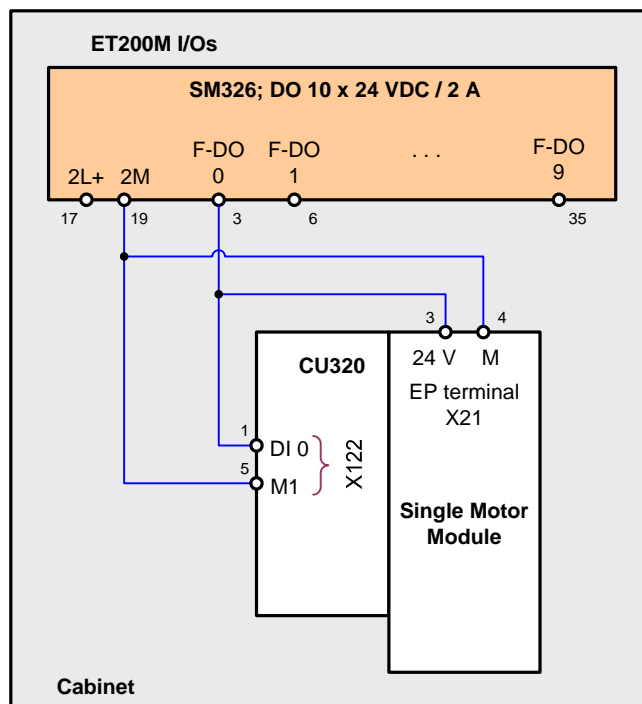 ET200M I/Os
SM326; DO 10 x 24 VDC / 2 A
F-DO F-DO . . . F-DO
2L+ 2M 0 1 9
17 19 3 6 35
3 4
CU320
24 V M
EP terminal
X21
1
DI 0
X122
5
M1
Single Motor
Module
Cabinet